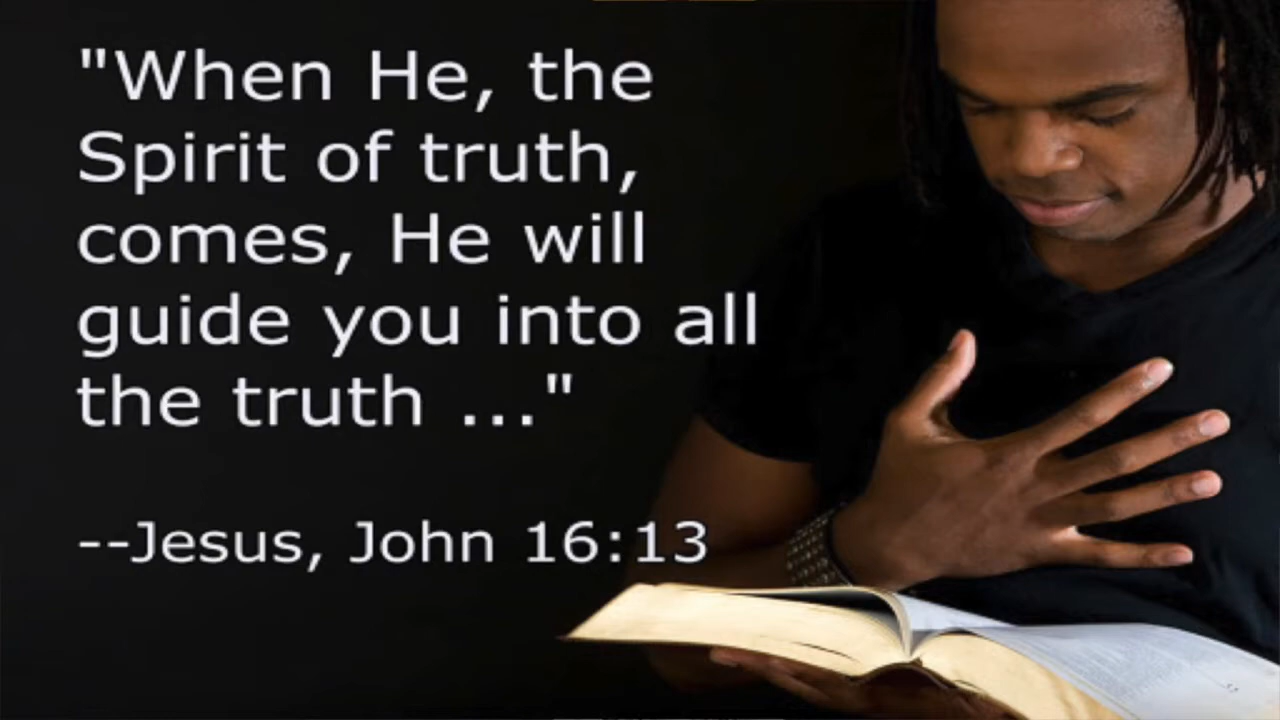 "When He, the
Spirit of truth,
comes, He will
guide you into all
the truth ..."
--Jesus, John 16:13